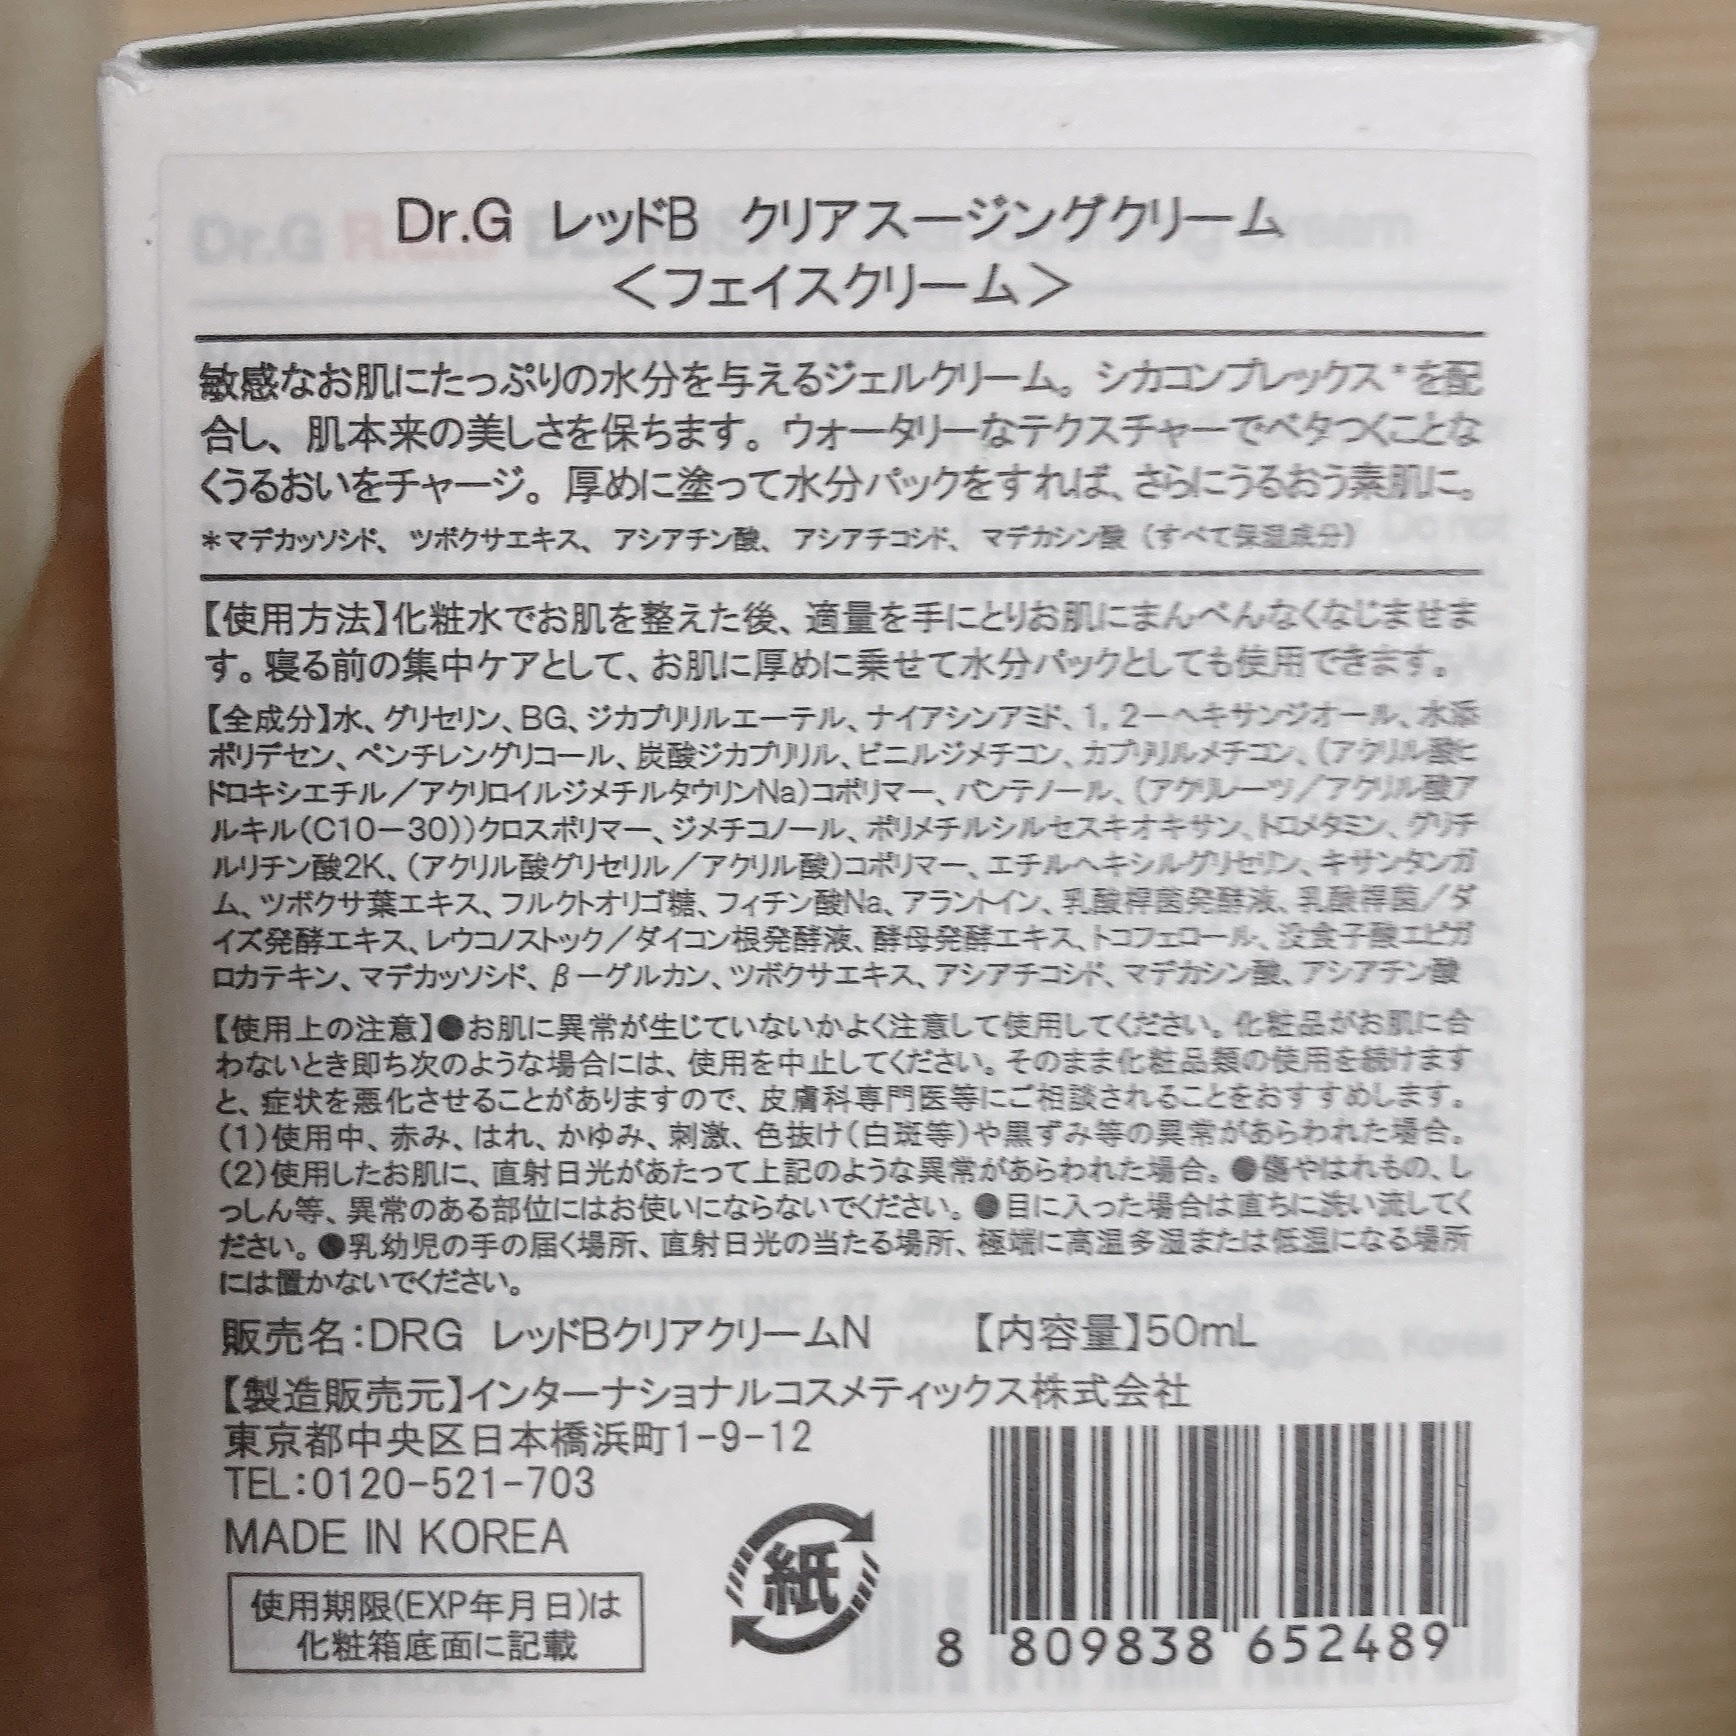 Dr.G レッドB クリアスージングクリーム
＜フェイスクリーム＞
敏感なお肌にたっぷりの水分を与えるジェルクリーム。シカコンプレックス*を配
合し、肌本来の美しさを保ちます。ウォータリーなテクスチャーでベタつくことな
くうるおいをチャージ。厚めに塗って水分パックをすれば、さらにうるおう素肌に。
*マデカッソシド、ツボクサエキス、アシアチン酸、アシアチコシド、マデカシン酸（すべて保湿成分）
【使用方法】化粧水でお肌を整えた後、適量を手にとりお肌にまんべんなくなじませま
す。寝る前の集中ケアとして、お肌に厚めに乗せて水分パックとしても使用できます。
【全成分】水、グリセリン、BG、ジカプリリルエーテル、ナイアシンアミド、1，2－ヘキサンジオール、水添
ポリデセン、ペンチレングリコール、炭酸ジカプリリル、ビニルジメチコン、カプリリルメチコン、（アクリル酸ヒ
ドロキシエチル／アクリロイルジメチルタウリンNa）コポリマー、パンテノール、（アクリレーツ／アクリル酸ア
ルキル（C10－30））クロスポリマー、ジメチコノール、ポリメチルシルセスキオキサン、トロメタミン、グリチ
ルリチン酸2K、（アクリル酸グリセリル／アクリル酸）コポリマー、エチルヘキシルグリセリン、キサンタンガ
ム、ツボクサ葉エキス、フルクトオリゴ糖、フィチン酸Na、アラントイン、乳酸桿菌発酵液、乳酸桿菌／ダ
イズ発酵エキス、レウコノストック／ダイコン根発酵液、酵母発酵エキス、トコフェロール、没食子酸エピガ
ロカテキン、マデカッソシド、β－グルカン、ツボクサエキス、アシアチコシド、マデカシン酸、アシアチン酸
【使用上の注意】●お肌に異常が生じていないかよく注意して使用してください。化粧品がお肌に合
わないとき即ち次のような場合には、使用を中止してください。そのまま化粧品類の使用を続けます
と、症状を悪化させることがありますので、皮膚科専門医等にご相談されることをおすすめします。
（1）使用中、赤み、はれ、かゆみ、刺激、色抜け（白斑等）や黒ずみ等の異常があらわれた場合。
（2）使用したお肌に、直射日光があたって上記のような異常があらわれた場合。●傷やはれもの、し
っしん等、異常のある部位にはお使いにならないでください。●目に入った場合は直ちに洗い流してく
ださい。●乳幼児の手の届く場所、直射日光の当たる場所、極端に高温多湿または低温になる場所
には置かないでください。
販売名：DRG レッドBクリアクリームN 【内容量】50mL
【製造販売元】インターナショナルコスメティックス株式会社
東京都中央区日本橋浜町1-9-12
TEL：0120-521-703
MADE IN KOREA
使用期限（EXP年月日）は
化粧箱底面に記載
紙
8 809838 652489